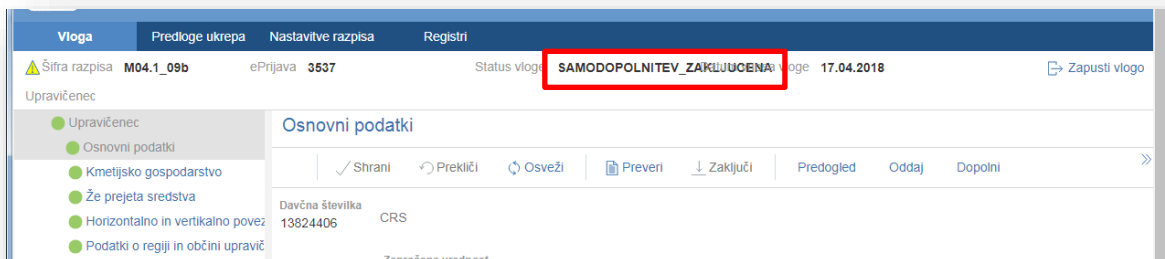 Vloga Predloge ukrepa Nastavitve razpisa Registri
Šifra razpisa M04.1_09b ePrijava 3537 Status vloge SAMODOPOLNITEV_ZAKLJUCENA vloge 17.04.2018 Zapusti vlogo
Upravičenec
Upravičenec
Osnovni podatki
Osnovni podatki
Shrani Prekliči Osveži Preveri Zaključi Predogled Oddaj Dopolni
Kmetijsko gospodarstvo
Že prejeta sredstva
Horizontalno in vertikalno povez
Podatki o regiji in občini upravič
Davčna številka
13824406 CRS